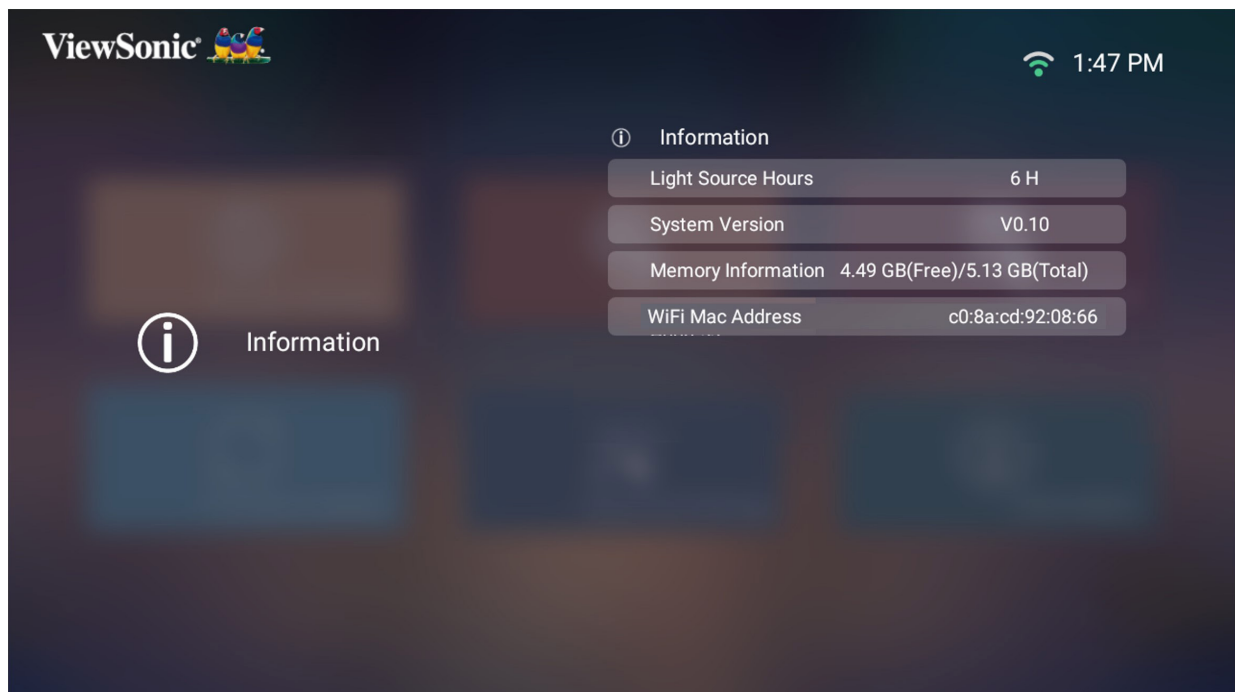 ViewSonic®
1:47 PM
Information
Light Source Hours 6 H
System Version V0.10
Memory Information 4.49 GB(Free)/5.13 GB(Total)
WiFi Mac Address c0:8a:cd:92:08:66
Information